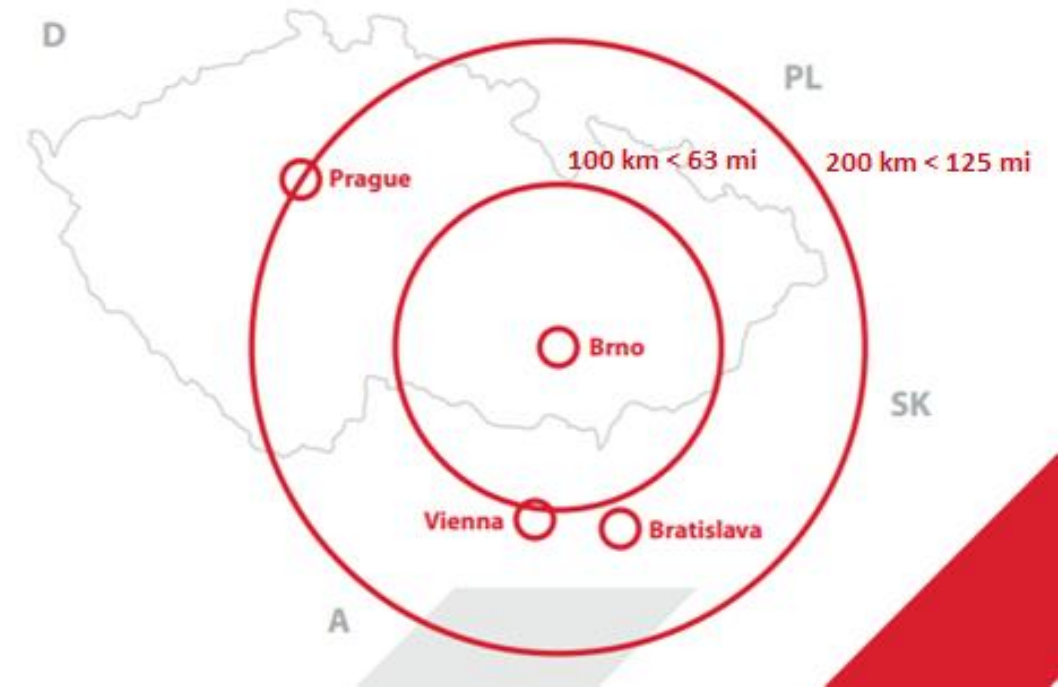 D
PL
100 km < 63 mi
200 km < 125 mi
Prague
Brno
SK
Vienna
Bratislava
A